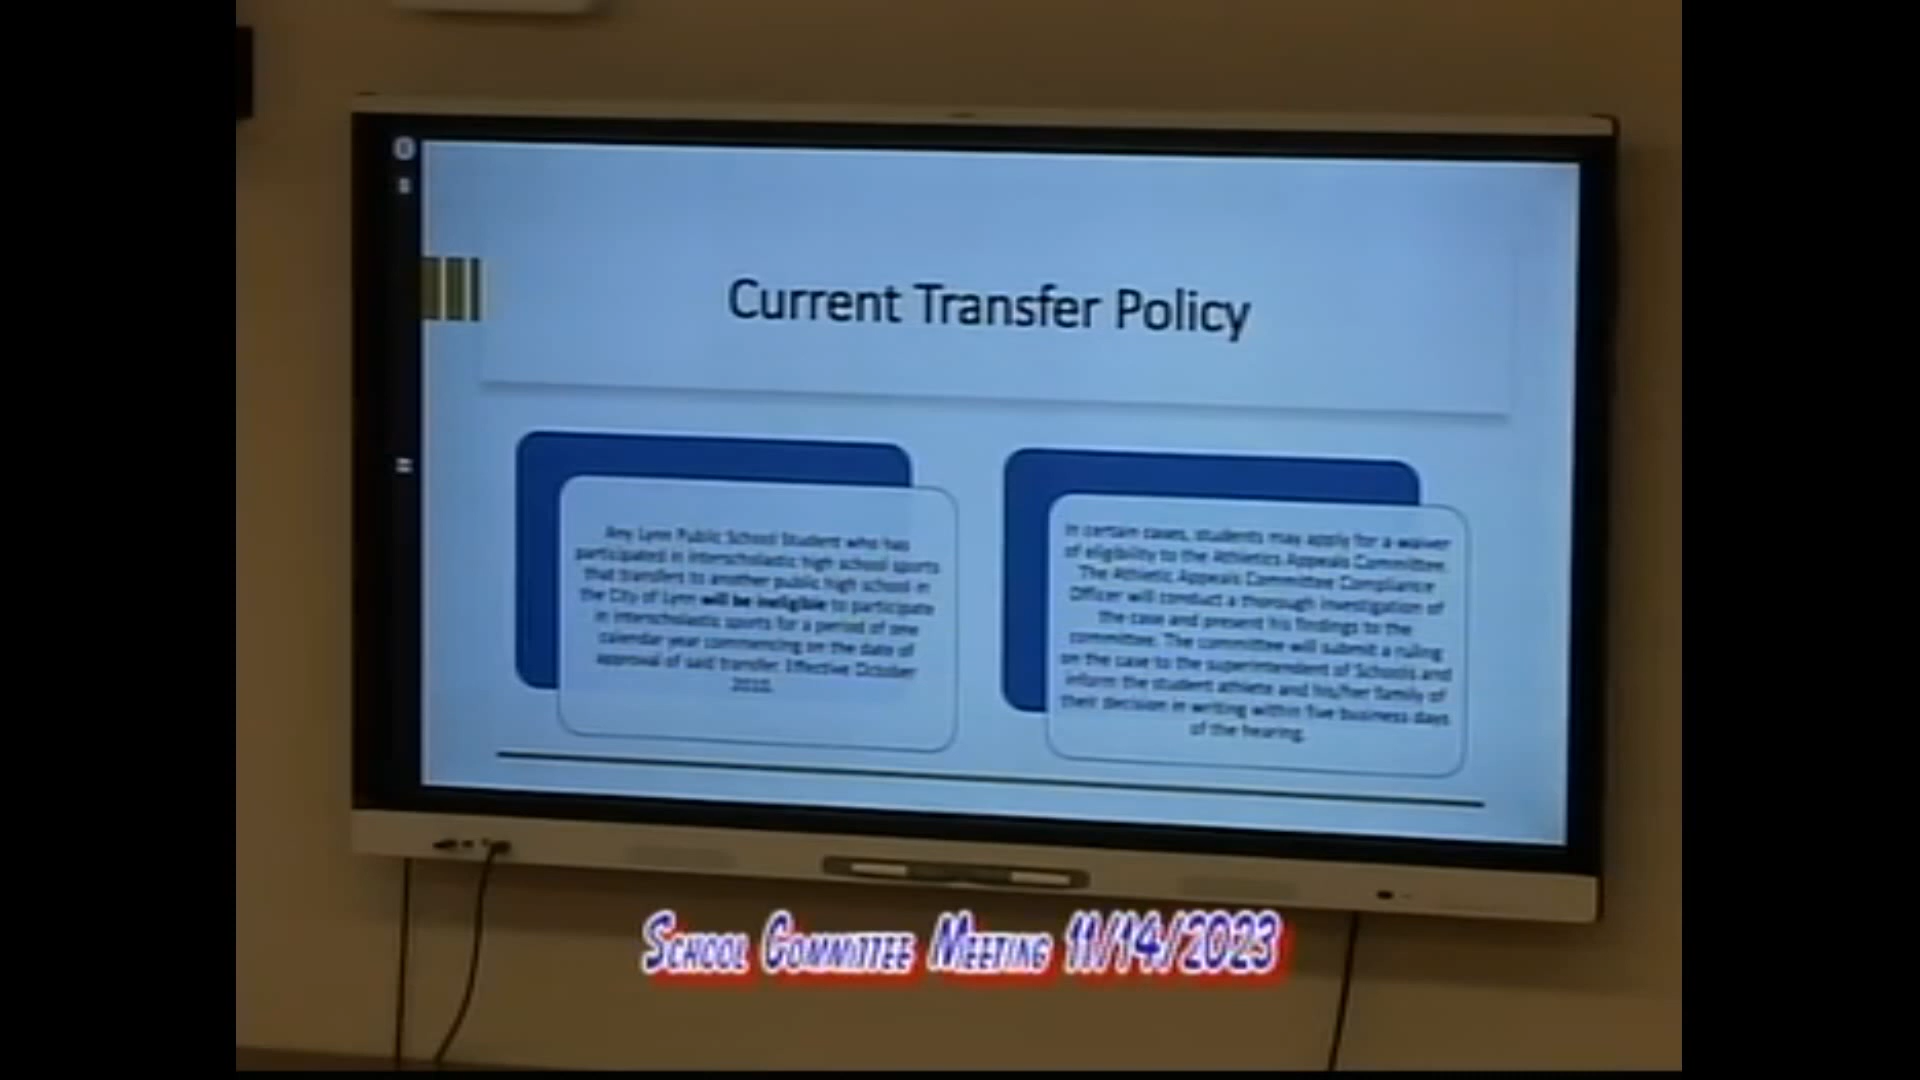 Current Transfer Policy
Any Lynn Public School Student who has
participated in interscholastic high school sports
that transfers to another public high school in
the City of Lynn will be ineligible to participate
in interscholastic sports for a period of one
calendar year commencing on the date of
approval of said transfer. Effective October
In certain cases, students may apply for a waiver
of eligibility to the Athletics Appeals Committee.
The Athletic Appeals Committee Compliance
Officer will conduct a thorough investigation of
the case and present his findings to the
committee. The committee will submit a ruling
on the case to the superintendent of Schools and
inform the student athlete and his/her family of
their decision in writing within five business days
of the hearing.
School Committee Meeting 11/14/2023